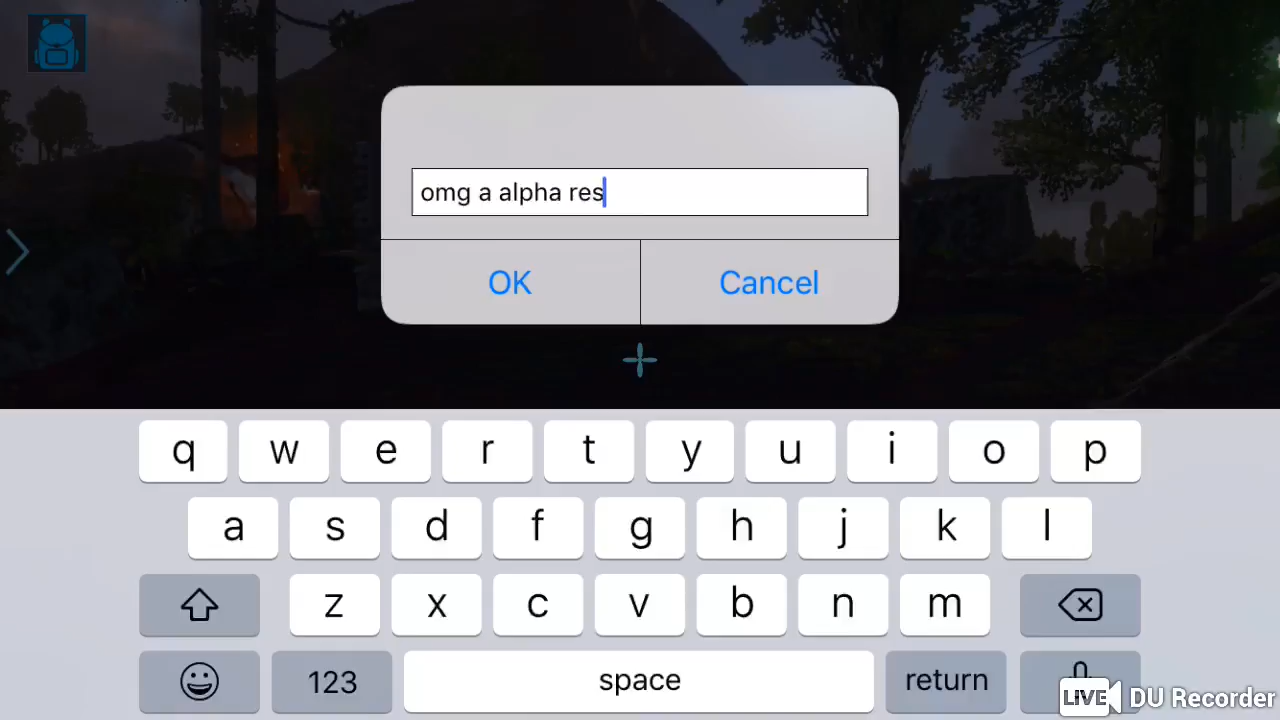 omg a alpha res
OK Cancel
q w e r t y u i o p
a s d f g h j k l
z x c v b n m
123 space return
LIVE DU Recorder